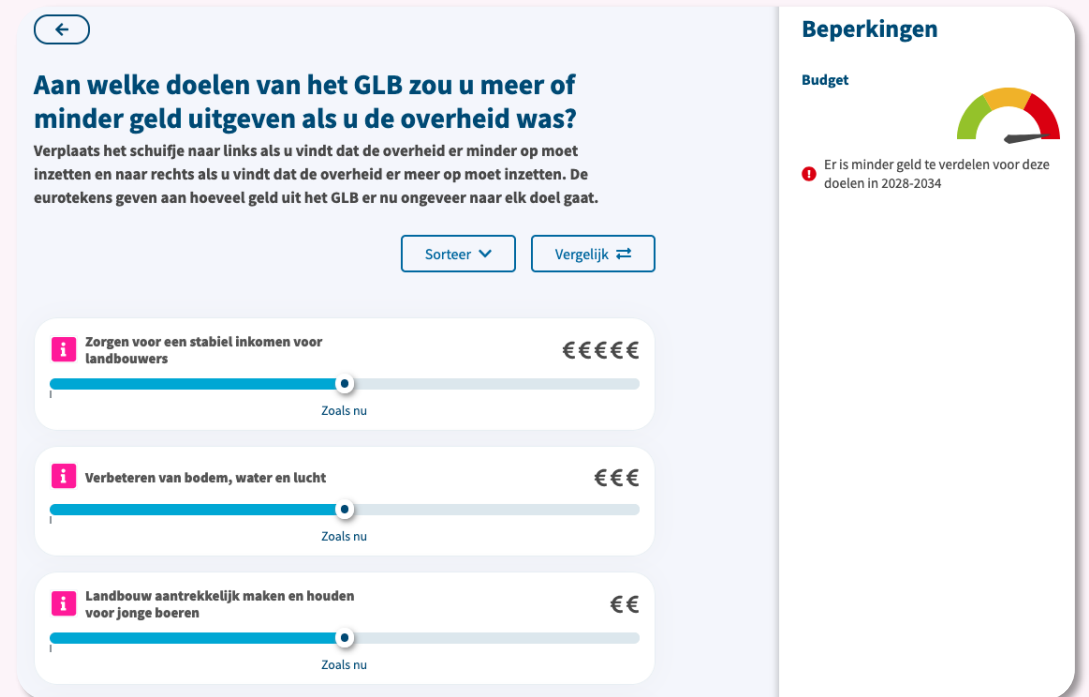 Aan welke doelen van het GLB zou u meer of
minder geld uitgeven als u de overheid was?
Verplaats het schuifje naar links als u vindt dat de overheid er minder op moet
inzetten en naar rechts als u vindt dat de overheid er meer op moet inzetten. De
eurotekens geven aan hoeveel geld uit het GLB er nu ongeveer naar elk doel gaat.
Sorteer
Vergelijk
Zorgen voor een stabiel inkomen voor
landbouwers
€€€€€
Zoals nu
Verbeteren van bodem, water en lucht
€€€
Zoals nu
Landbouw aantrekkelijk maken en houden
voor jonge boeren
€€
Zoals nu
Beperkingen
Budget
Er is minder geld te verdelen voor deze
doelen in 2028-2034